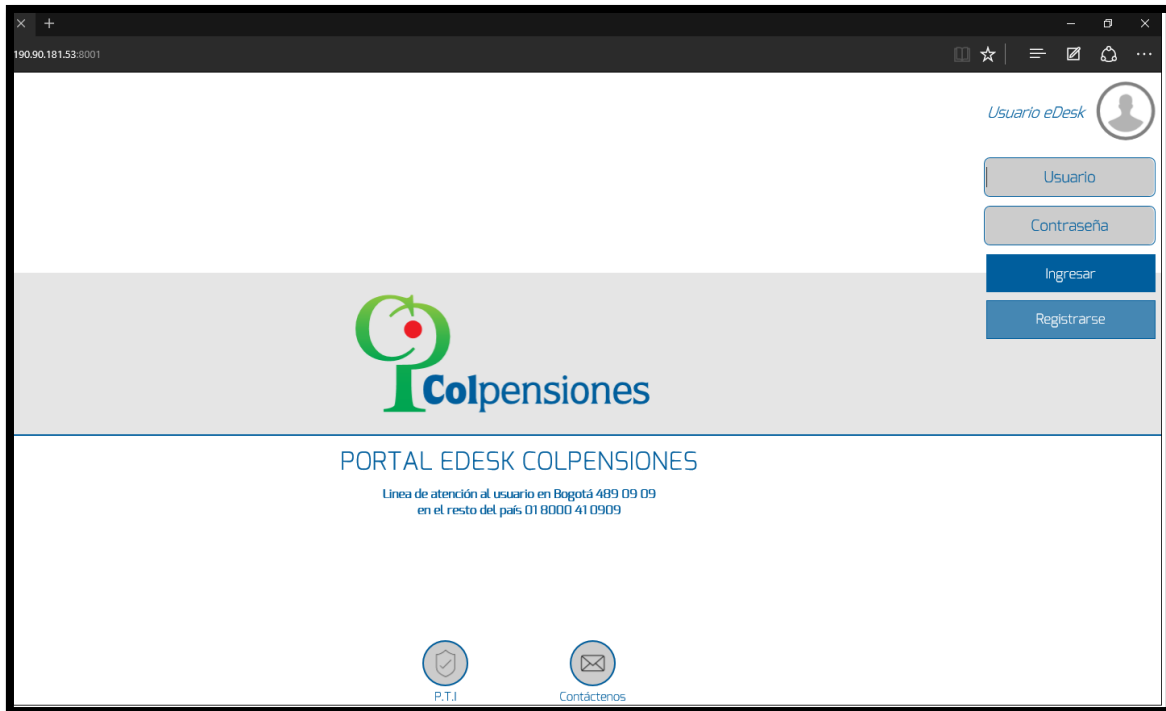 190.90.181.53:8001
Usuario eDesk
Usuario
Contraseña
Ingresar
Registrarse
Colpensiones
PORTAL EDESK COLPENSIONES
Linea de atención al usuario en Bogotá 489 09 09
en el resto del país 01 8000 41 0909
P.T.I
Contáctenos